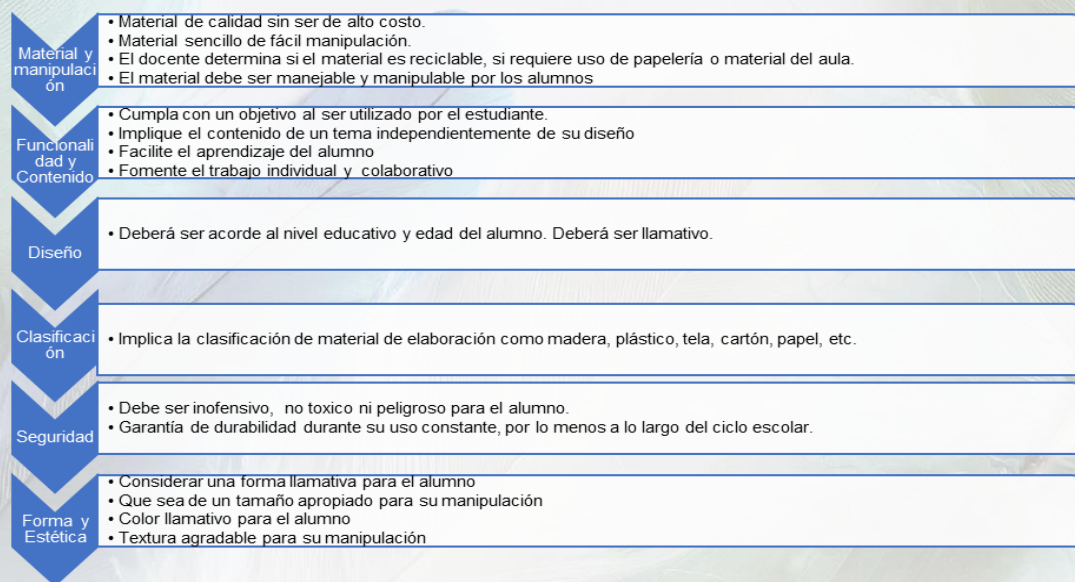 Material y
manipulaci
ón
• Material de calidad sin ser de alto costo.
• Material sencillo de fácil manipulación.
• El docente determina si el material es reciclable, si requiere uso de papelería o material del aula.
• El material debe ser manejable y manipulable por los alumnos
Funcionali
dad y
Contenido
• Cumpla con un objetivo al ser utilizado por el estudiante.
• Implique el contenido de un tema independientemente de su diseño
• Facilite el aprendizaje del alumno
• Fomente el trabajo individual y colaborativo
Diseño
• Deberá ser acorde al nivel educativo y edad del alumno. Deberá ser llamativo.
Clasificaci
ón
• Implica la clasificación de material de elaboración como madera, plástico, tela, cartón, papel, etc.
Seguridad
• Debe ser inofensivo, no toxico ni peligroso para el alumno.
• Garantía de durabilidad durante su uso constante, por lo menos a lo largo del ciclo escolar.
Forma y
Estética
• Considerar una forma llamativa para el alumno
• Que sea de un tamaño apropiado para su manipulación
• Color llamativo para el alumno
• Textura agradable para su manipulación